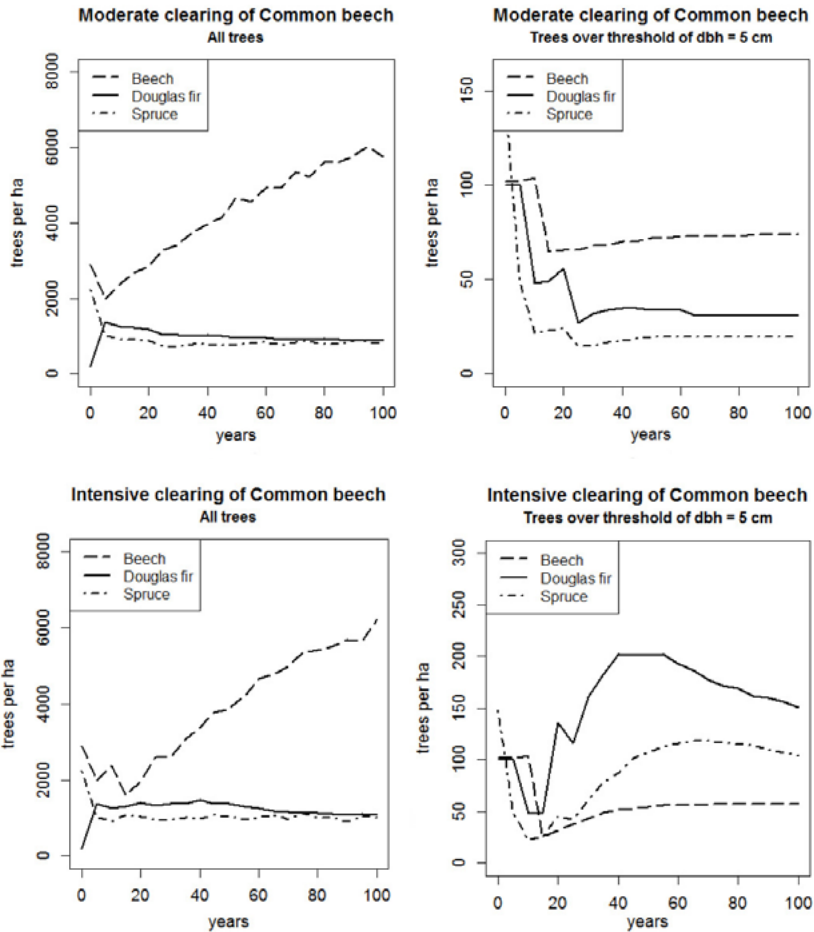 Moderate clearing of Common beech
All trees
8000
6000
4000
2000
0
trees per ha
Beech
Douglas fir
Spruce
0 20 40 60 80 100
years
Moderate clearing of Common beech
Trees over threshold of dbh = 5 cm
150
100
50
0
trees per ha
Beech
Douglas fir
Spruce
0 20 40 60 80 100
years
Intensive clearing of Common beech
All trees
8000
6000
4000
2000
0
trees per ha
Beech
Douglas fir
Spruce
0 20 40 60 80 100
years
Intensive clearing of Common beech
Trees over threshold of dbh = 5 cm
300
250
200
150
100
50
0
trees per ha
Beech
Douglas fir
Spruce
0 20 40 60 80 100
years